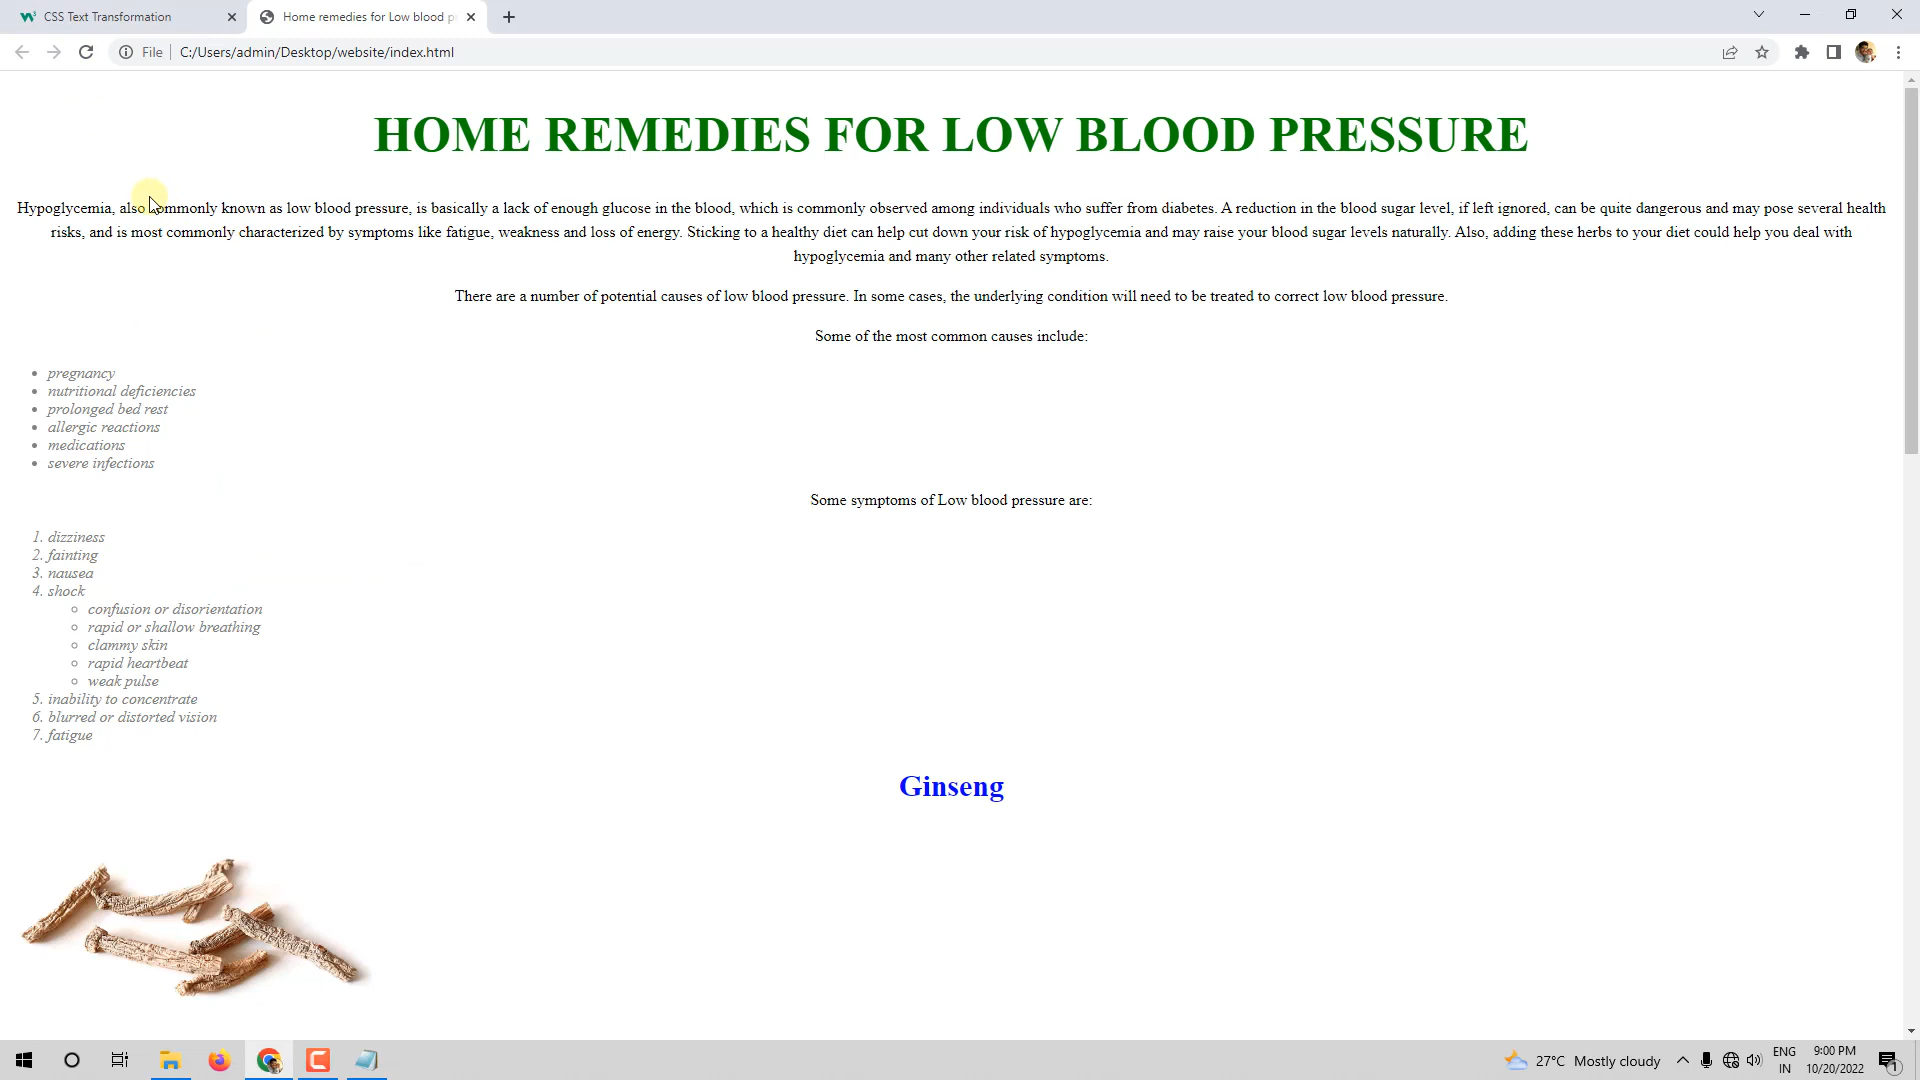 CSS Text Transformation
Home remedies for Low blood p
File
C:/Users/admin/Desktop/website/index.html
HOME REMEDIES FOR LOW BLOOD PRESSURE
Hypoglycemia, also commonly known as low blood pressure, is basically a lack of enough glucose in the blood, which is commonly observed among individuals who suffer from diabetes. A reduction in the blood sugar level, if left ignored, can be quite dangerous and may pose several health
risks, and is most commonly characterized by symptoms like fatigue, weakness and loss of energy. Sticking to a healthy diet can help cut down your risk of hypoglycemia and may raise your blood sugar levels naturally. Also, adding these herbs to your diet could help you deal with
hypoglycemia and many other related symptoms.
There are a number of potential causes of low blood pressure. In some cases, the underlying condition will need to be treated to correct low blood pressure.
Some of the most common causes include:
• pregnancy
• nutritional deficiencies
• prolonged bed rest
• allergic reactions
• medications
• severe infections
Some symptoms of Low blood pressure are:
1. dizziness
2. fainting
3. nausea
4. shock
◦ confusion or disorientation
◦ rapid or shallow breathing
◦ clammy skin
◦ rapid heartbeat
◦ weak pulse
5. inability to concentrate
6. blurred or distorted vision
7. fatigue
Ginseng
27°C Mostly cloudy
ENG
IN
9:00 PM
10/20/2022
1